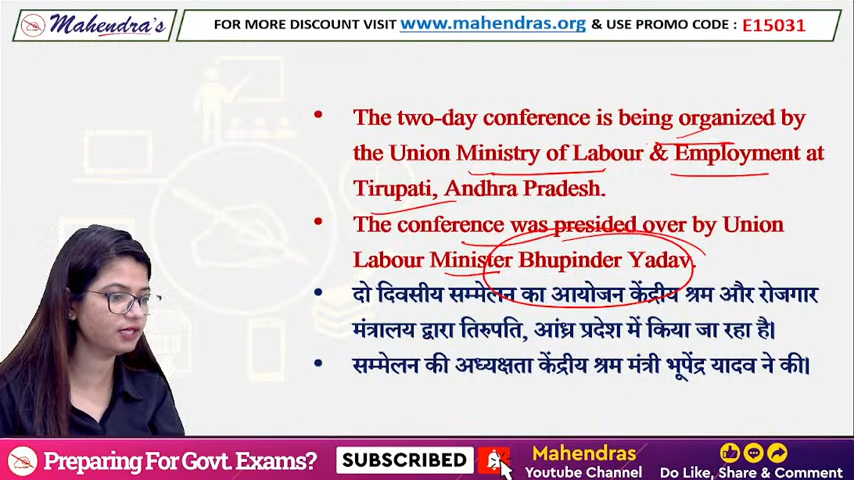 Mahendra's
FOR MORE DISCOUNT VISIT www.mahendras.org & USE PROMO CODE : E15031
• The two-day conference is being organized by
the Union Ministry of Labour & Employment at
Tirupati, Andhra Pradesh.
• The conference was presided over by Union
Labour Minister Bhupinder Yadav.
• दो दिवसीय सम्मेलन का आयोजन केंद्रीय श्रम और रोजगार
मंत्रालय द्वारा तिरुपति, आंध्र प्रदेश में किया जा रहा है।
• सम्मेलन की अध्यक्षता केंद्रीय श्रम मंत्री भूपेंद्र यादव ने की।
Preparing For Govt. Exams?
SUBSCRIBED
Mahendras
Youtube Channel
Do Like, Share & Comment